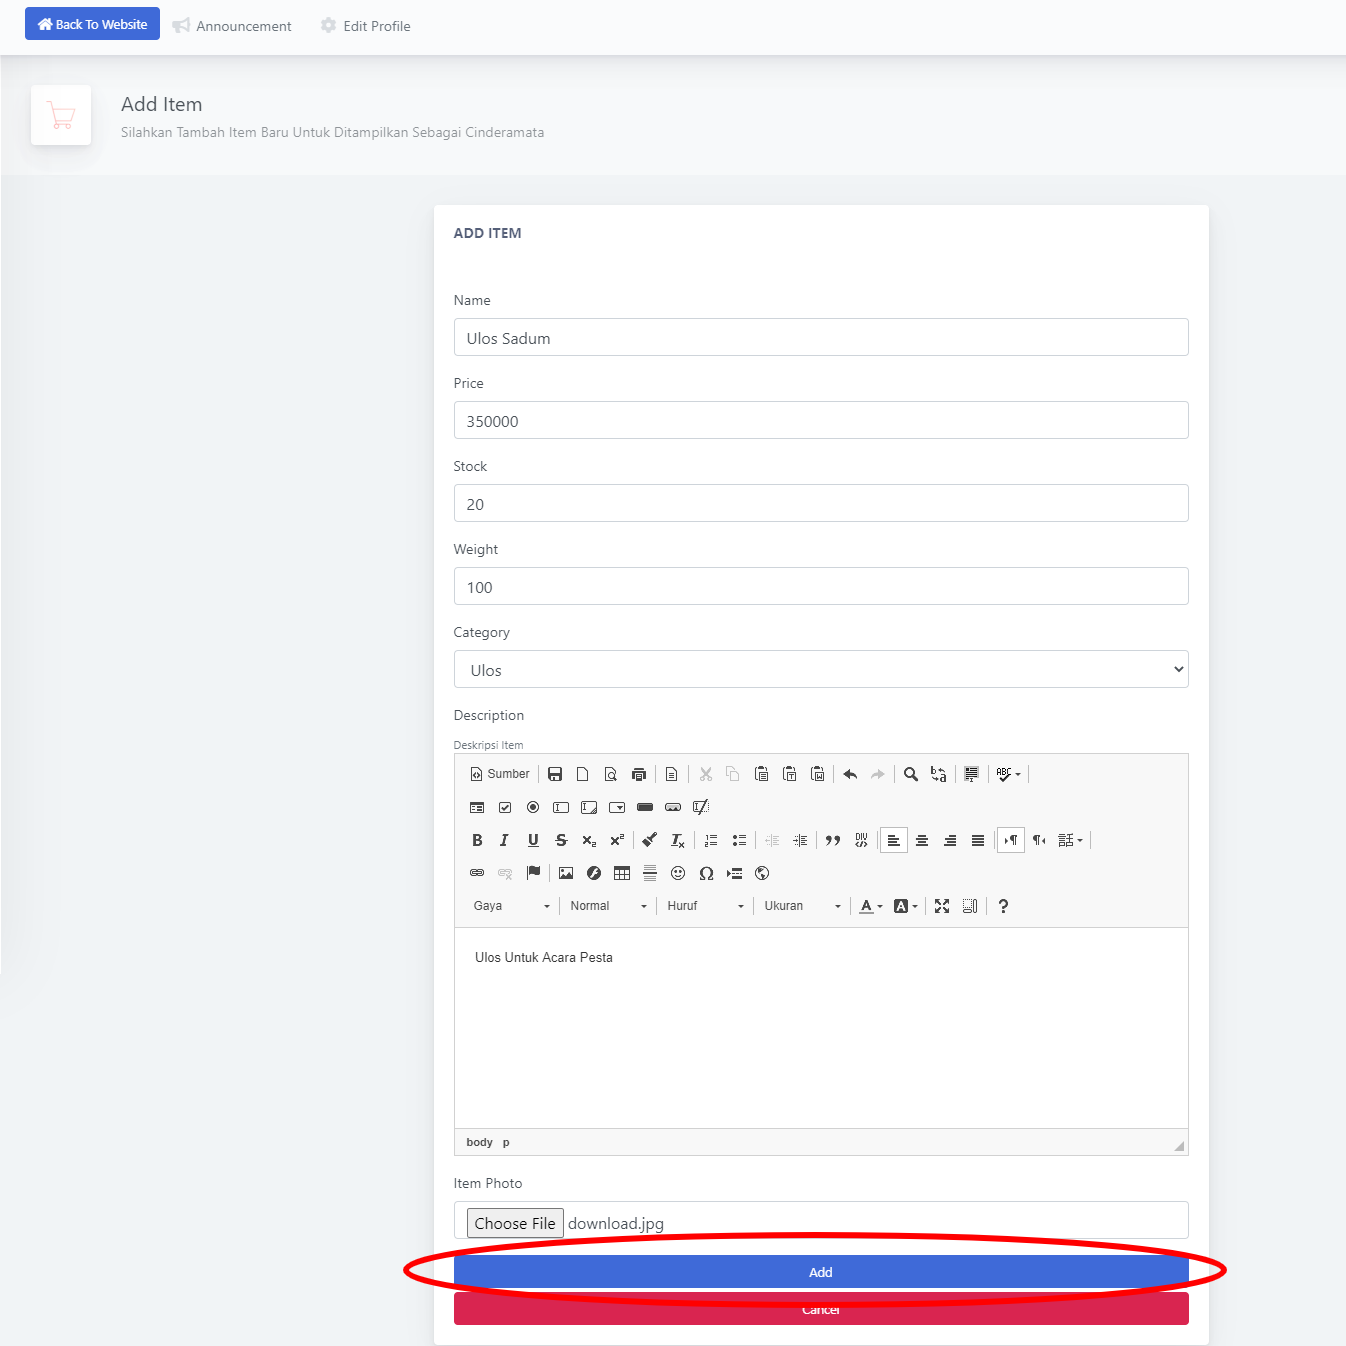 Back To Website Announcement Edit Profile
Add Item
Silahkan Tambah Item Baru Untuk Ditampilkan Sebagai Cinderamata
ADD ITEM
Name
Ulos Sadum
Price
350000
Stock
20
Weight
100
Category
Ulos
Description
Deskripsi Item
Sumber
Gaya Normal Huruf Ukuran
Ulos Untuk Acara Pesta
body p
Item Photo
Choose File download.jpg
Add
Cancel